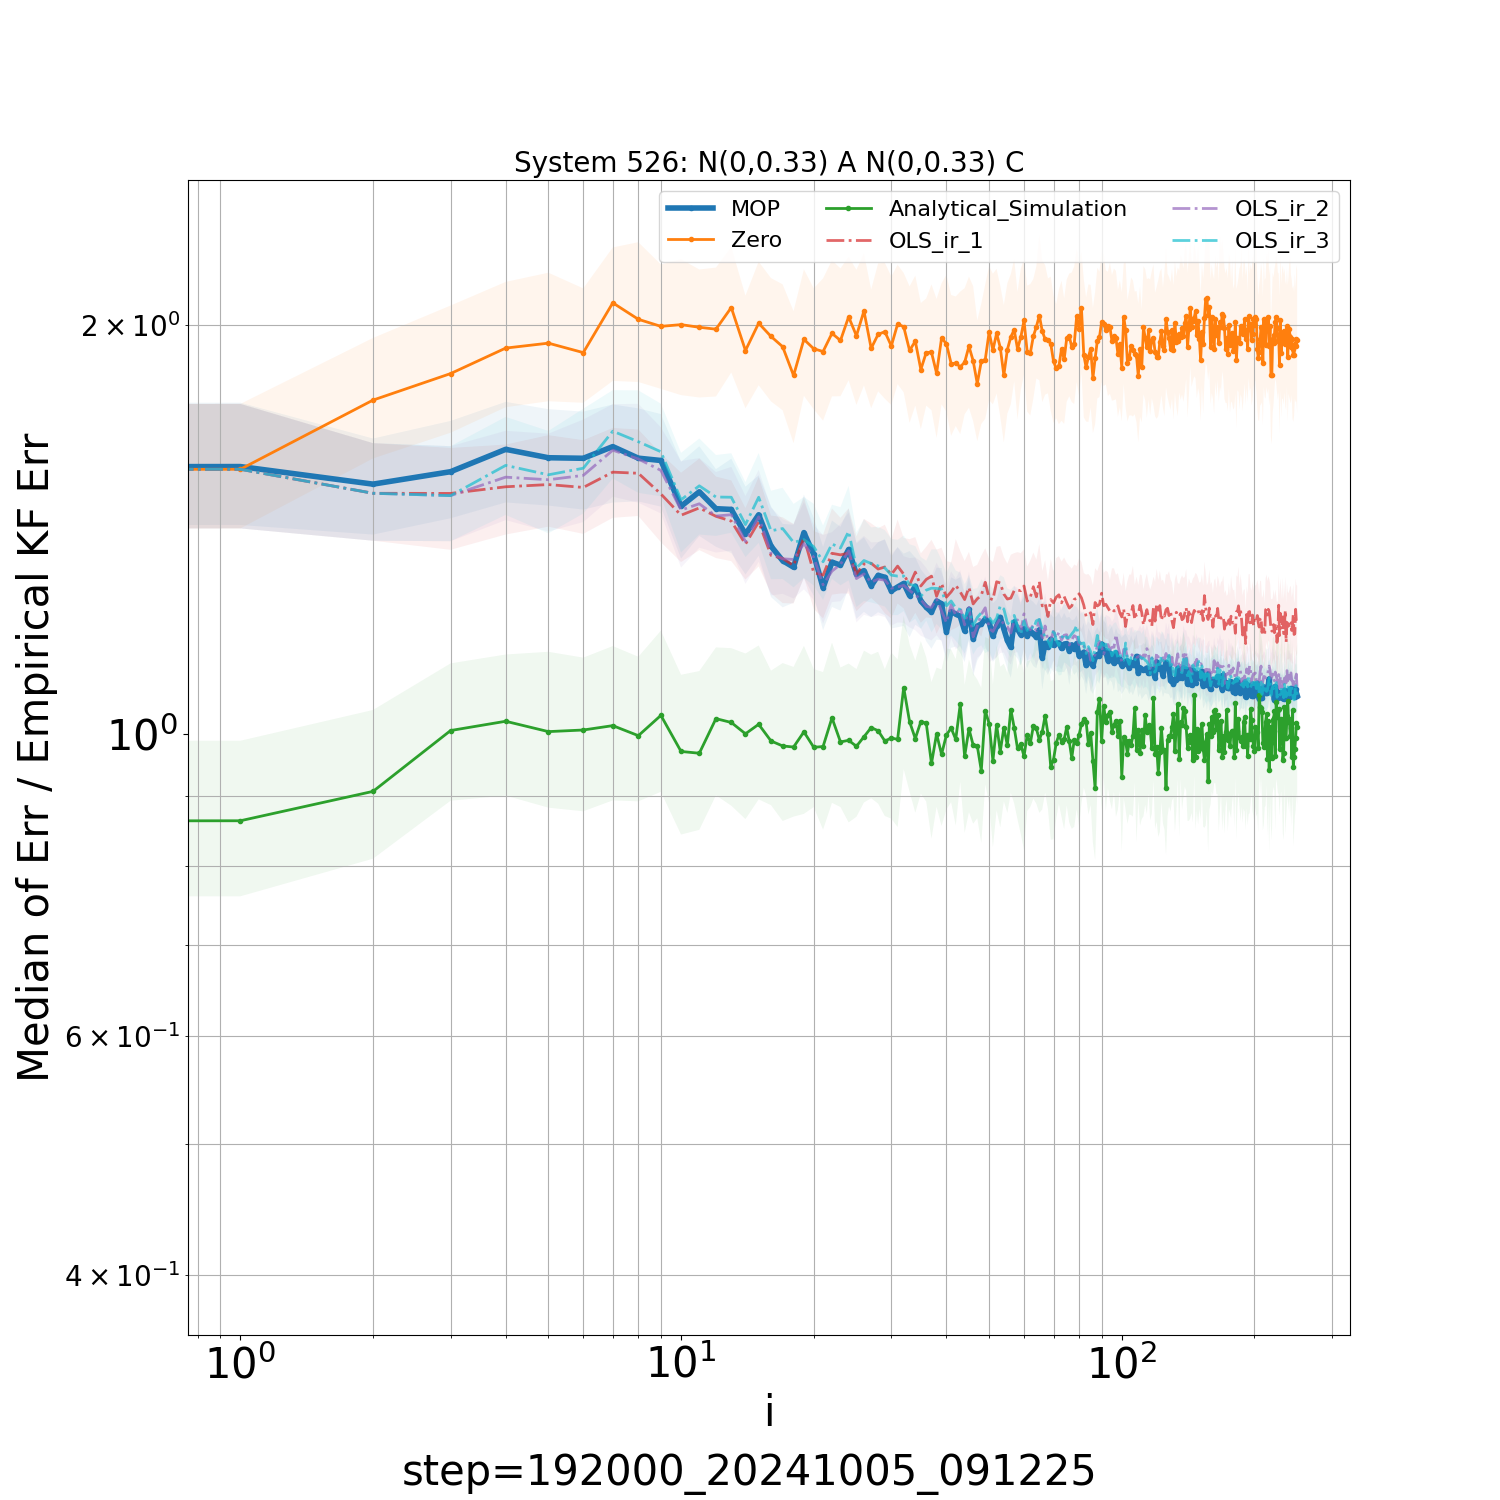 System 526: N(0,0.33) A N(0,0.33) C
MOP
Zero
Analytical_Simulation
OLS_ir_1
OLS_ir_2
OLS_ir_3
Median of Err / Empirical KF Err
2 × 10⁰
10⁰
6 × 10⁻¹
4 × 10⁻¹
10⁰ 10¹ 10²
i
step=192000_20241005_091225